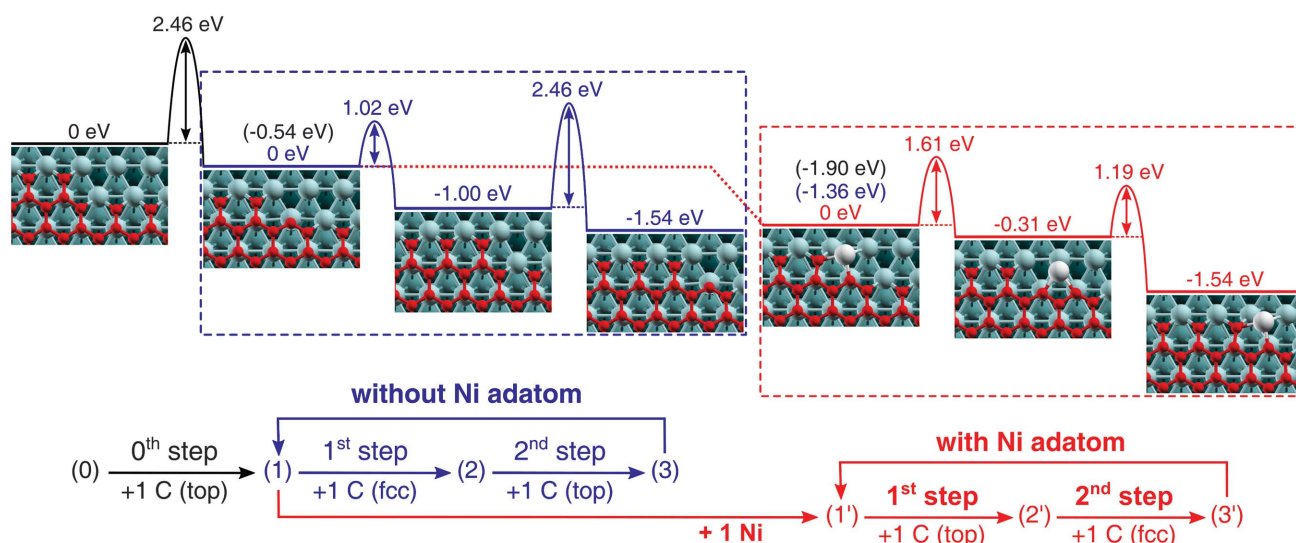 2.46 eV
0 eV
(-0.54 eV)
0 eV
1.02 eV
-1.00 eV
2.46 eV
-1.54 eV
(-1.90 eV)
(-1.36 eV)
0 eV
1.61 eV
-0.31 eV
1.19 eV
-1.54 eV
without Ni adatom
(0)
0th step
+1 C (top)
(1)
1st step
+1 C (fcc)
(2)
2nd step
+1 C (top)
(3)
with Ni adatom
+ 1 Ni
(1')
1st step
+1 C (top)
(2')
2nd step
+1 C (fcc)
(3')